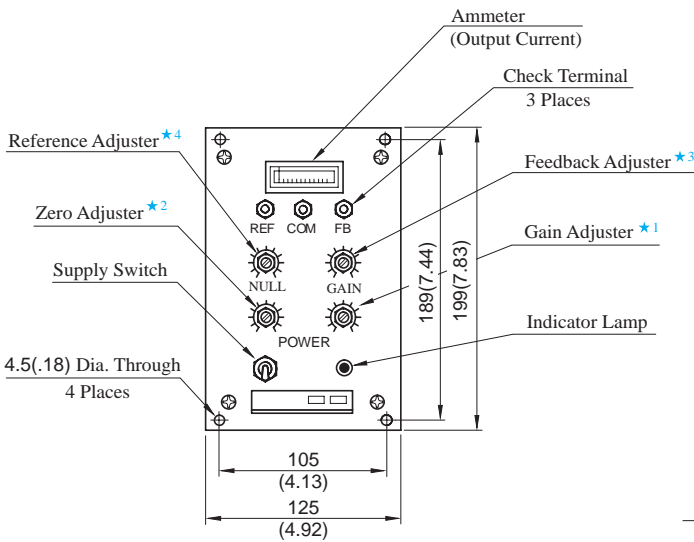 Ammeter
(Output Current)
Check Terminal
3 Places
Reference Adjuster ★4
Feedback Adjuster ★3
Zero Adjuster ★2
Gain Adjuster ★1
Supply Switch
Indicator Lamp
4.5(.18) Dia. Through
4 Places
REF COM FB
NULL GAIN
POWER
189(7.44)
199(7.83)
105
(4.13)
125
(4.92)